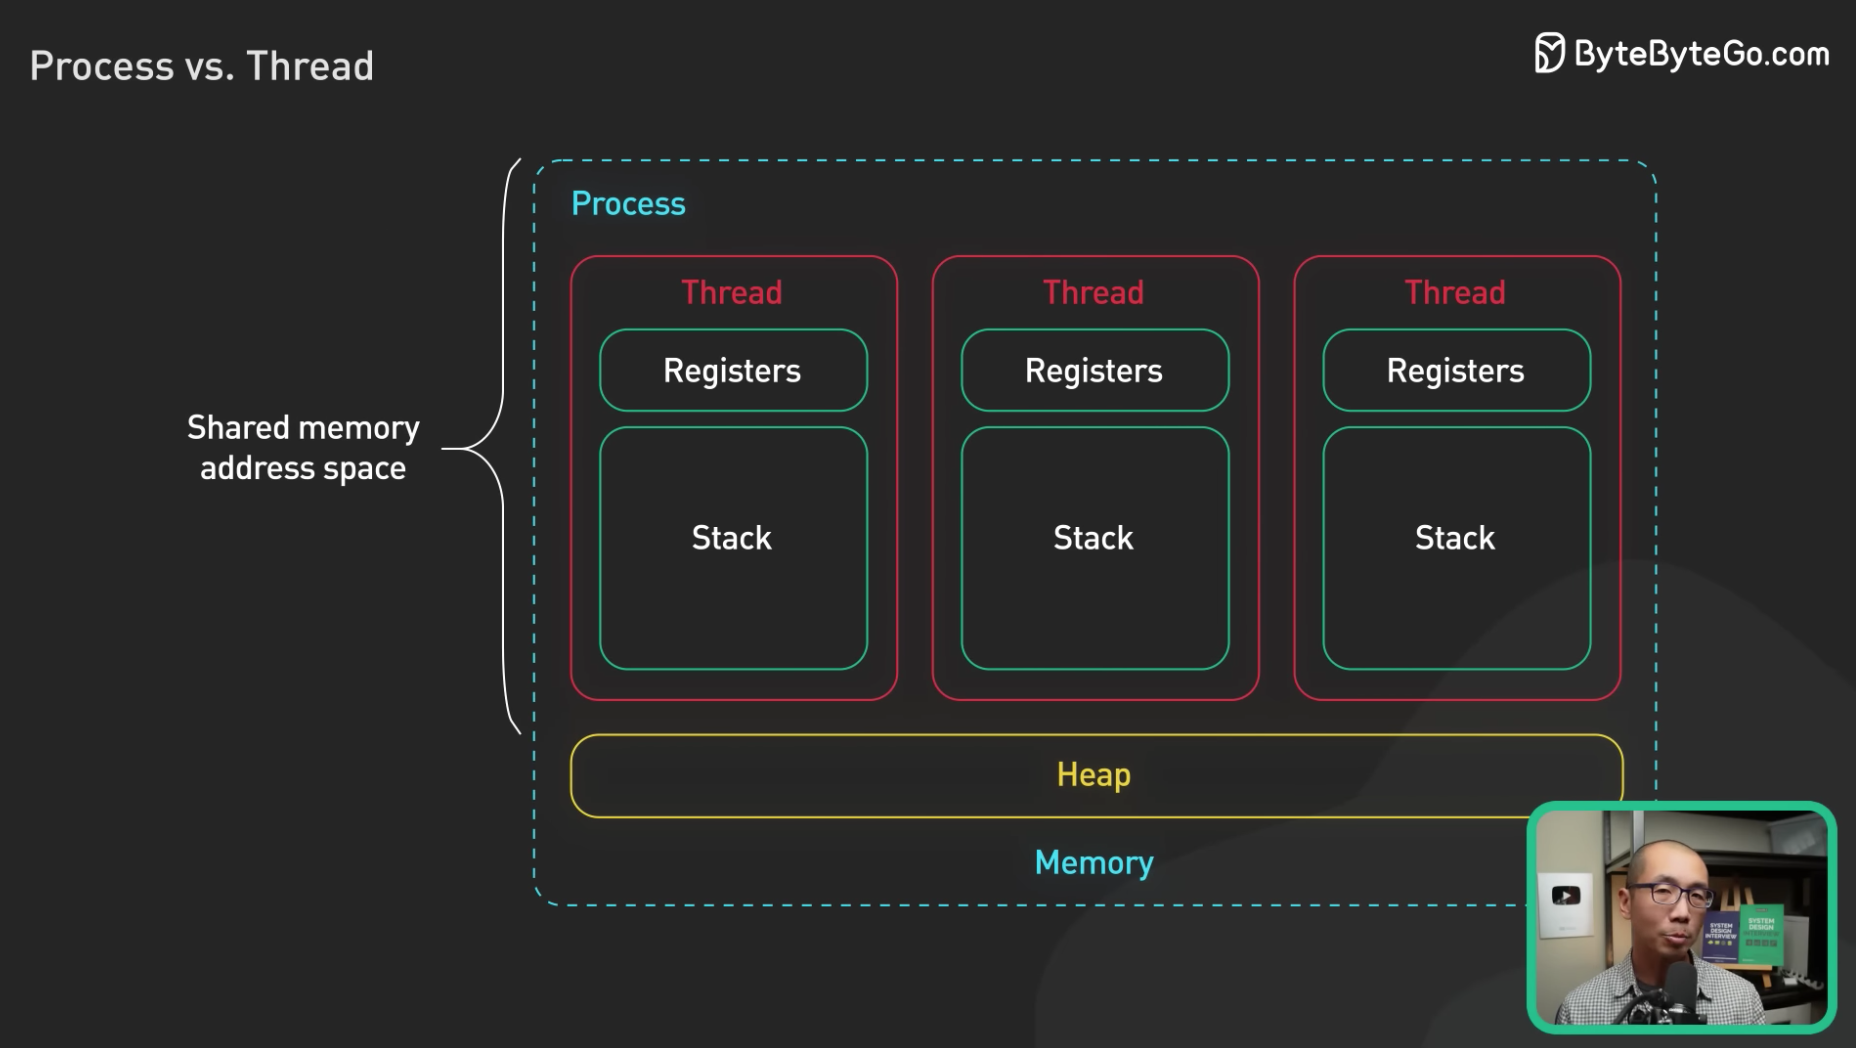 Process vs. Thread
ByteByteGo.com
Process
Thread
Thread
Thread
Registers
Registers
Registers
Shared memory
address space
Stack
Stack
Stack
Heap
Memory
SYSTEM
DESIGN
INTERVIEW
SYSTEM
DESIGN
INTERVIEW